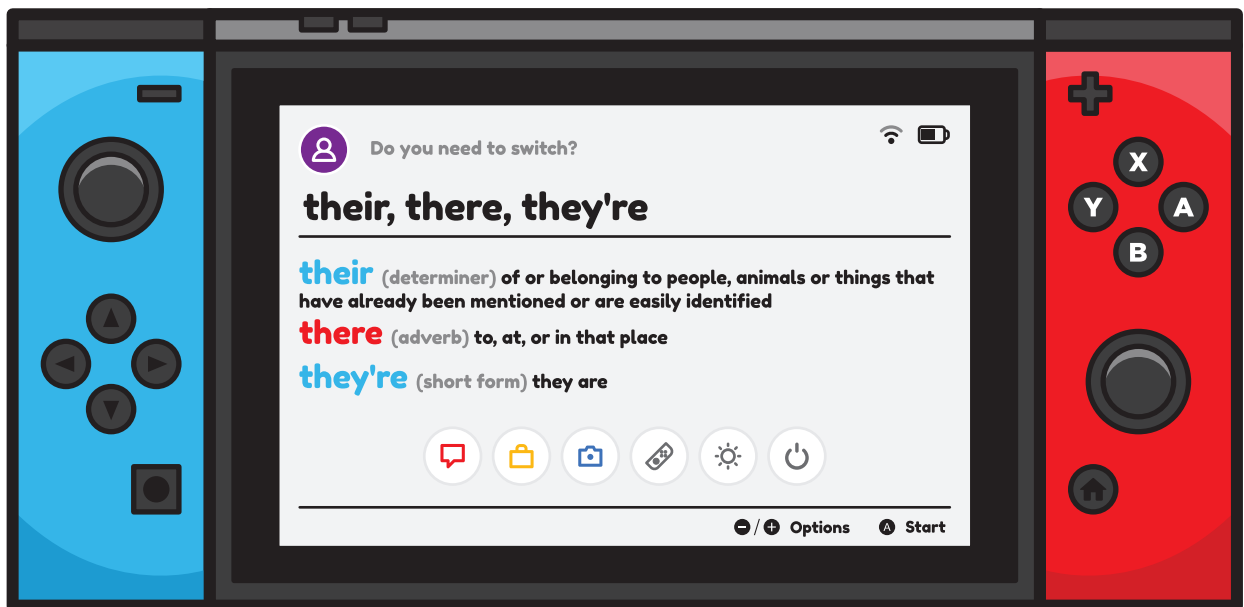 Do you need to switch?
their, there, they're
their (determiner) of or belonging to people, animals or things that
have already been mentioned or are easily identified
there (adverb) to, at, or in that place
they're (short form) they are
X
Y A
B
−/+ Options A Start